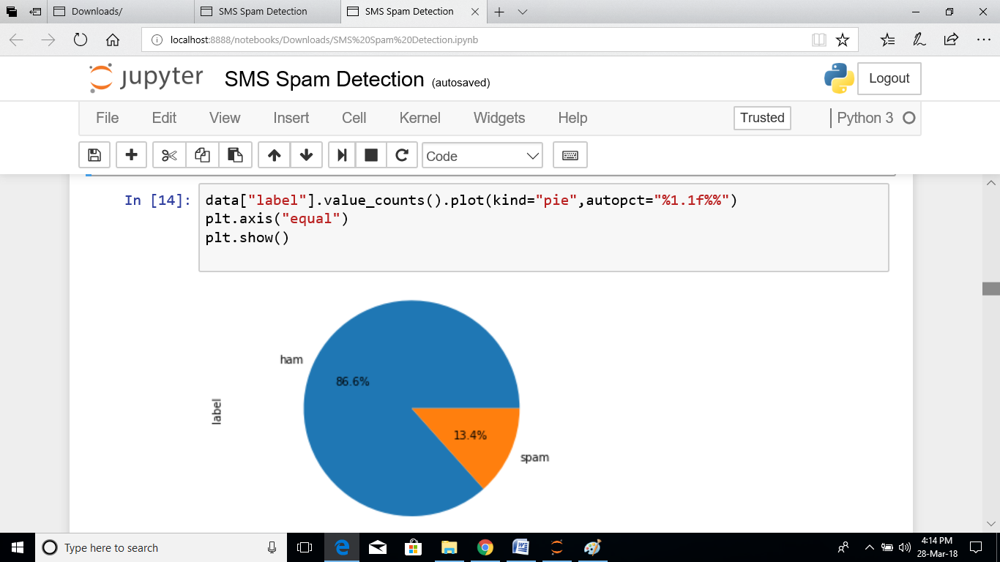 Downloads/ SMS Spam Detection SMS Spam Detection
localhost:8888/notebooks/Downloads/SMS%20Spam%20Detection.ipynb
jupyter SMS Spam Detection (autosaved) Logout
File Edit View Insert Cell Kernel Widgets Help Trusted Python 3
Code
In [14]: data["label"].value_counts().plot(kind="pie",autopct="%1.1f%%")
plt.axis("equal")
plt.show()
ham
86.6%
label
13.4%
spam
Type here to search
4:14 PM
28-Mar-18